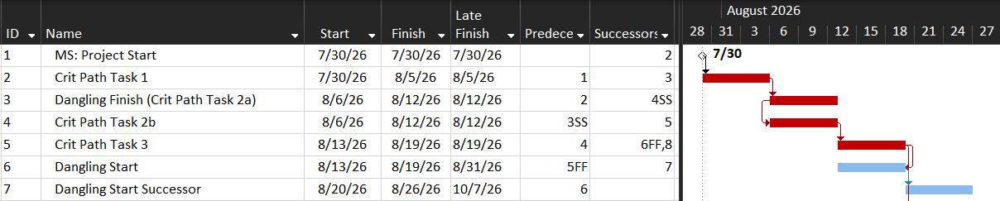 August 2026
Late
ID Name Start Finish Finish Predece Successors 28 31 3 6 9 12 15 18 21 24 27
1 MS: Project Start 7/30/26 7/30/26 7/30/26 2 7/30
2 Crit Path Task 1 7/30/26 8/5/26 8/5/26 1 3
3 Dangling Finish (Crit Path Task 2a) 8/6/26 8/12/26 8/12/26 2 4SS
4 Crit Path Task 2b 8/6/26 8/12/26 8/12/26 3SS 5
5 Crit Path Task 3 8/13/26 8/19/26 8/19/26 4 6FF,8
6 Dangling Start 8/13/26 8/19/26 8/31/26 5FF 7
7 Dangling Start Successor 8/20/26 8/26/26 10/7/26 6